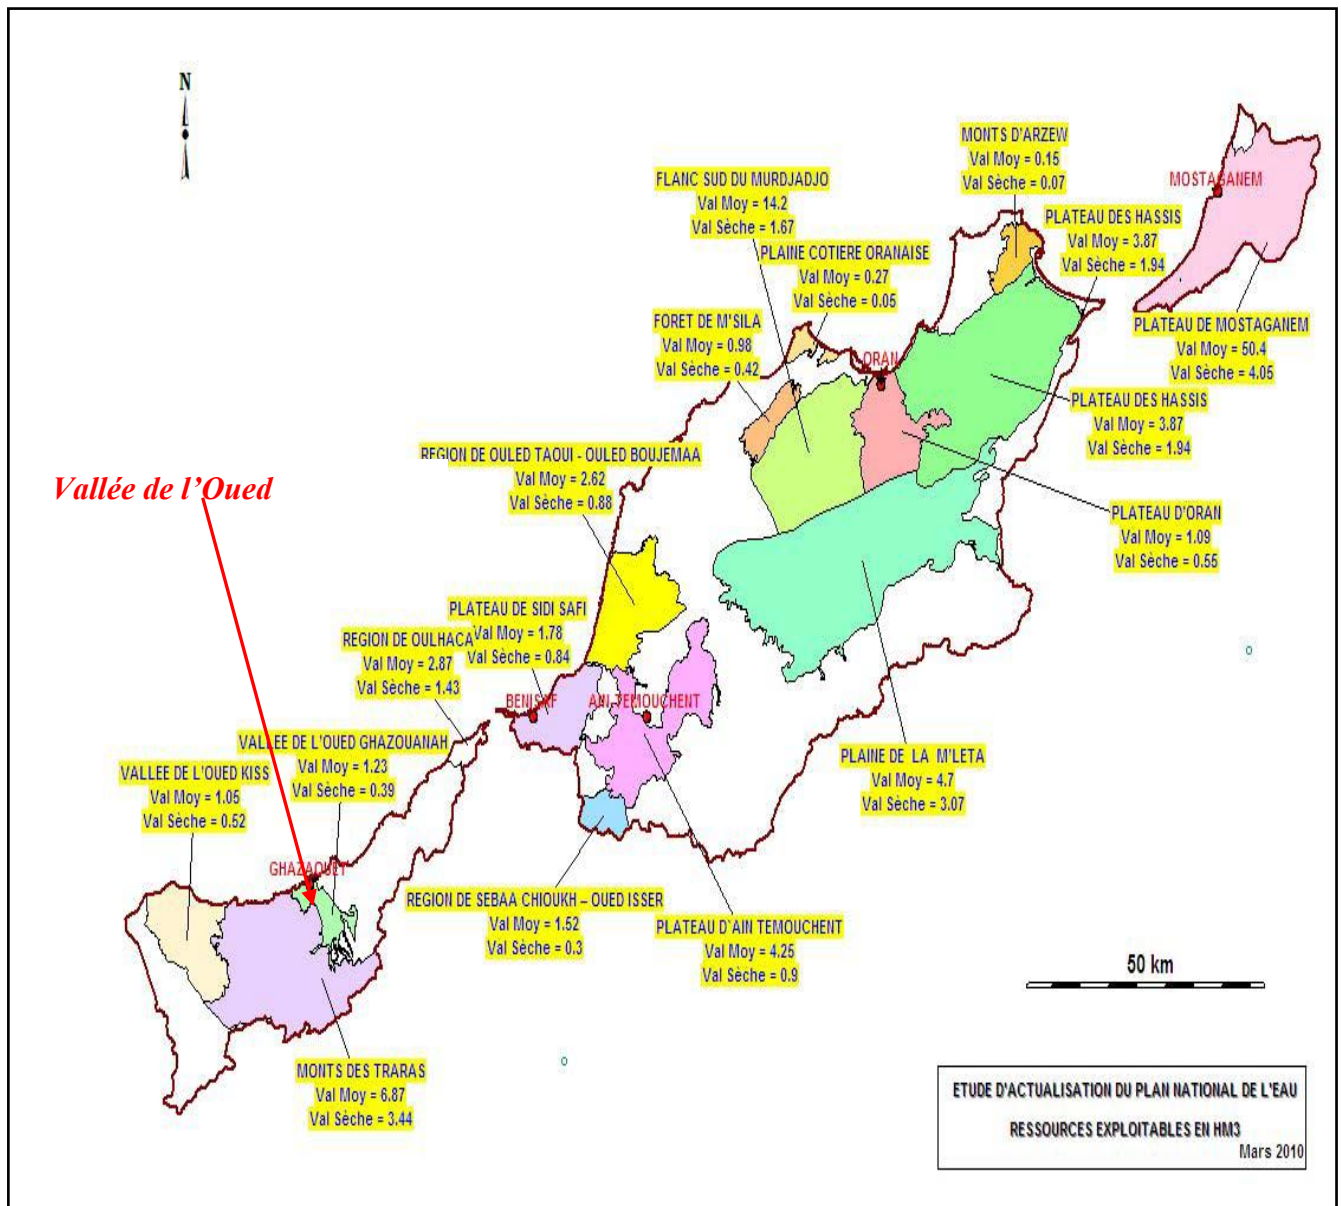 N
MONTS D'ARZEW
Val Moy = 0.15
Val Sèche = 0.07
MOSTAGANEM
FLANC SUD DU MURDJADJO
Val Moy = 14.2
Val Sèche = 1.67
PLATEAU DES HASSIS
Val Moy = 3.87
Val Sèche = 1.94
PLAINE COTIERE ORANAISE
Val Moy = 0.27
Val Sèche = 0.05
FORET DE M'SILA
Val Moy = 0.98
Val Sèche = 0.42
PLATEAU DE MOSTAGANEM
Val Moy = 50.4
Val Sèche = 4.05
ORAN
PLATEAU DES HASSIS
Val Moy = 3.87
Val Sèche = 1.94
REGION DE OULED TAOUI - OULED BOUJEMAA
Val Moy = 2.62
Val Sèche = 0.88
Vallée de l’Oued
PLATEAU D'ORAN
Val Moy = 1.09
Val Sèche = 0.55
PLATEAU DE SIDI SAFI
Val Moy = 1.78
Val Sèche = 0.84
REGION DE OULHACA
Val Moy = 2.87
Val Sèche = 1.43
BENISAF
AIN-TEMOUCHENT
VALLEE DE L'OUED GHAZOUANAH
Val Moy = 1.23
Val Sèche = 0.39
PLAINE DE LA M'LETA
Val Moy = 4.7
Val Sèche = 3.07
VALLEE DE L'OUED KISS
Val Moy = 1.05
Val Sèche = 0.52
GHAZAOUET
REGION DE SEBAA CHIOUKH – OUED ISSER
Val Moy = 1.52
Val Sèche = 0.3
PLATEAU D`AIN TEMOUCHENT
Val Moy = 4.25
Val Sèche = 0.9
50 km
MONTS DES TRARAS
Val Moy = 6.87
Val Sèche = 3.44
ETUDE D'ACTUALISATION DU PLAN NATIONAL DE L'EAU
RESSOURCES EXPLOITABLES EN HM3
Mars 2010